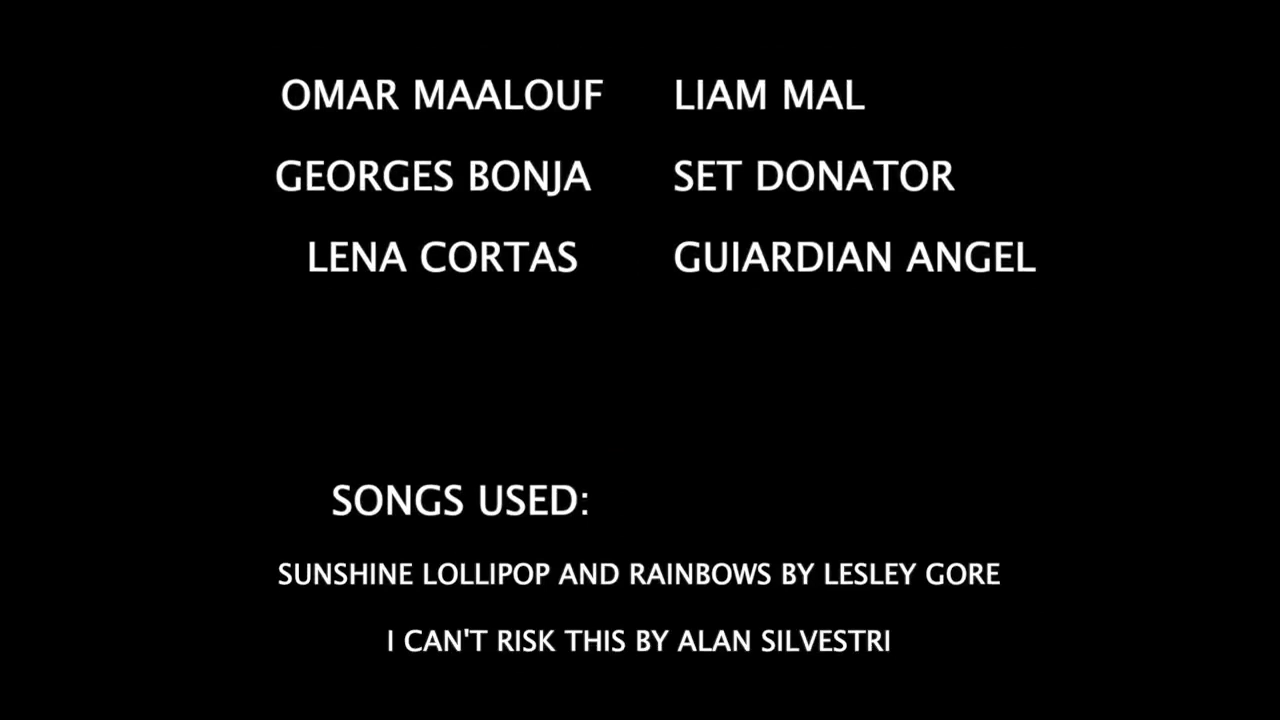 OMAR MAALOUF LIAM MAL
GEORGES BONJA SET DONATOR
LENA CORTAS GUIARDIAN ANGEL
SONGS USED:
SUNSHINE LOLLIPOP AND RAINBOWS BY LESLEY GORE
I CAN'T RISK THIS BY ALAN SILVESTRI